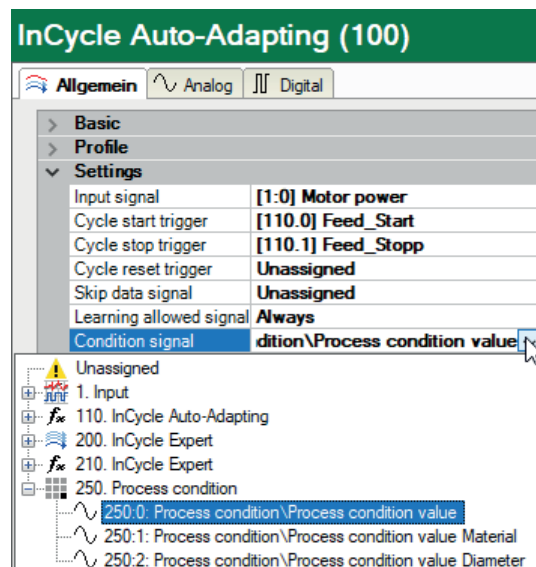 InCycle Auto-Adapting (100)
Allgemein Analog Digital
Basic
Profile
Settings
Input signal [1:0] Motor power
Cycle start trigger [110.0] Feed_Start
Cycle stop trigger [110.1] Feed_Stopp
Cycle reset trigger Unassigned
Skip data signal Unassigned
Learning allowed signal Always
Condition signal dition\Process condition value
Unassigned
1. Input
110. InCycle Auto-Adapting
200. InCycle Expert
210. InCycle Expert
250. Process condition
250:0: Process condition\Process condition value
250:1: Process condition\Process condition value Material
250:2: Process condition\Process condition value Diameter